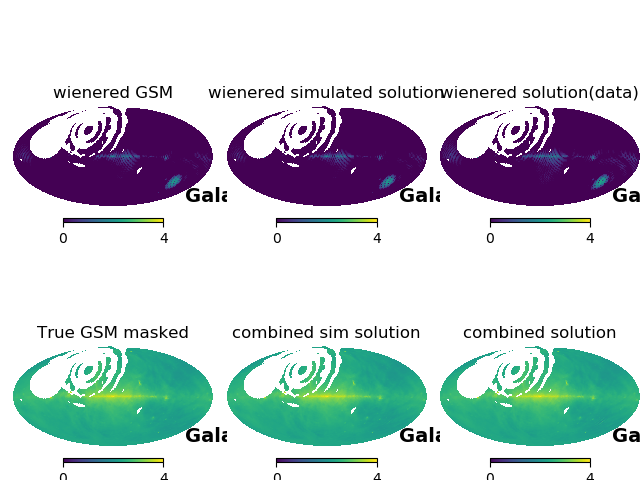 wienered GSM
wienered simulated solution
wienered solution(data)
Gala
Gala
Ga
0 4
0 4
0 4
True GSM masked
combined sim solution
combined solution
Gala
Gala
Ga
0 4
0 4
0 4